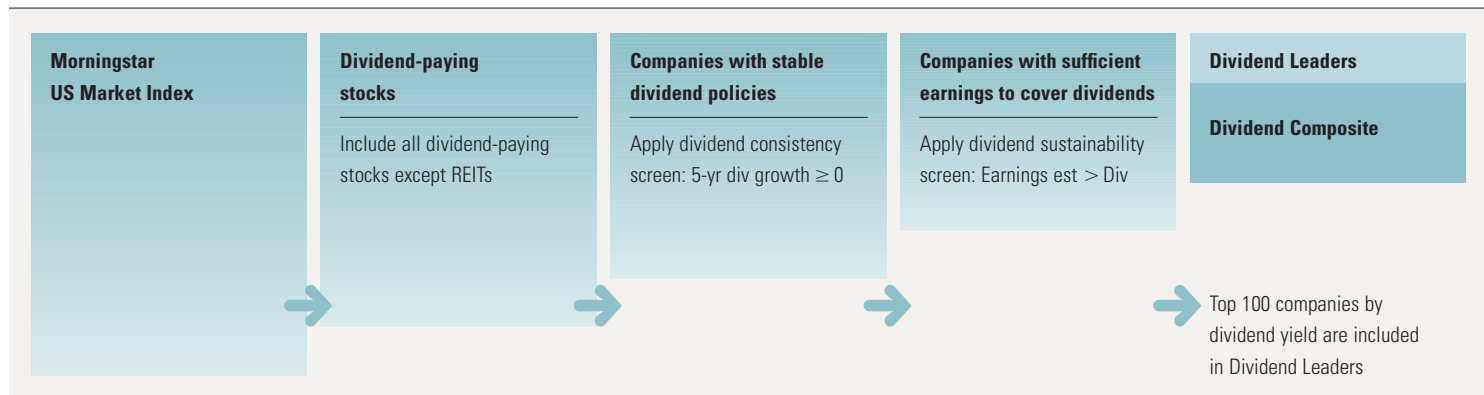 Morningstar
US Market Index
Dividend-paying
stocks
Include all dividend-paying
stocks except REITs
Companies with stable
dividend policies
Apply dividend consistency
screen: 5-yr div growth ≥ 0
Companies with sufficient
earnings to cover dividends
Apply dividend sustainability
screen: Earnings est > Div
Dividend Leaders
Dividend Composite
Top 100 companies by
dividend yield are included
in Dividend Leaders